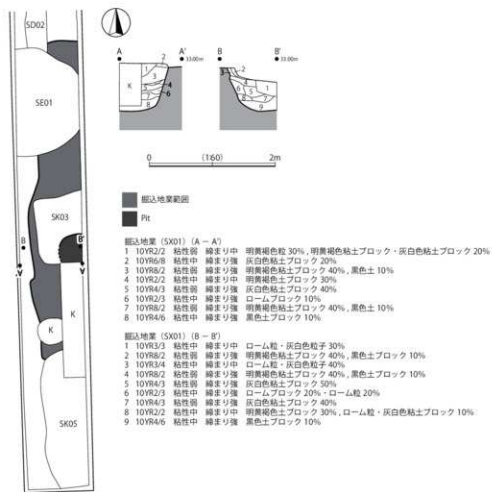 SD02
SE01
SK03
B
B'
A
A'
K
K
SK05
A
A'
33.00m
B
B'
33.00m
2
1
3
4
5
6
7
8
K
2
3
4
1
5
6
7
8
9
0
(1:60)
2m
掘込地業範囲
Pit
掘込地業（SX01）（A － A'）
1 10YR2/2 粘性弱 締まり中 明黄褐色粒 30% , 明黄褐色粘土ブロック・灰白色粘土ブロック 20%
2 10YR6/8 粘性中 締まり強 灰白色粘土ブロック 20%
3 10YR8/2 粘性弱 締まり強 明黄褐色粘土ブロック 40% , 黒色土 10%
4 10YR2/2 粘性中 締まり中 明黄褐色土ブロック 30%
5 10YR4/3 粘性弱 締まり強 灰白色粘土ブロック 40%
6 10YR2/3 粘性中 締まり強 ロームブロック 10%
7 10YR8/2 粘性弱 締まり強 明黄褐色粘土ブロック 40% , 黒色土 10%
8 10YR4/6 粘性中 締まり強 黒色土ブロック 10%
掘込地業（SX01）（B － B'）
1 10YR3/3 粘性中 締まり中 ローム粒・灰白色粒子 30%
2 10YR8/2 粘性弱 締まり強 明黄褐色粘土ブロック 40% , 黒色土ブロック 10%
3 10YR3/4 粘性中 締まり中 ローム粒・灰白色粒子 40%
4 10YR8/2 粘性弱 締まり強 明黄褐色粘土ブロック 40% , 黒色土ブロック 10%
5 10YR4/3 粘性弱 締まり強 灰白色粘土ブロック 50%
6 10YR2/3 粘性中 締まり強 ロームブロック 20%・ローム粒 20%
7 10YR4/3 粘性弱 締まり強 灰白色粘土ブロック 40%
8 10YR2/2 粘性中 締まり中 明黄褐色土ブロック 30% , ローム粒・灰白色粘土ブロック 10%
9 10YR4/6 粘性中 締まり強 黒色土ブロック 10%